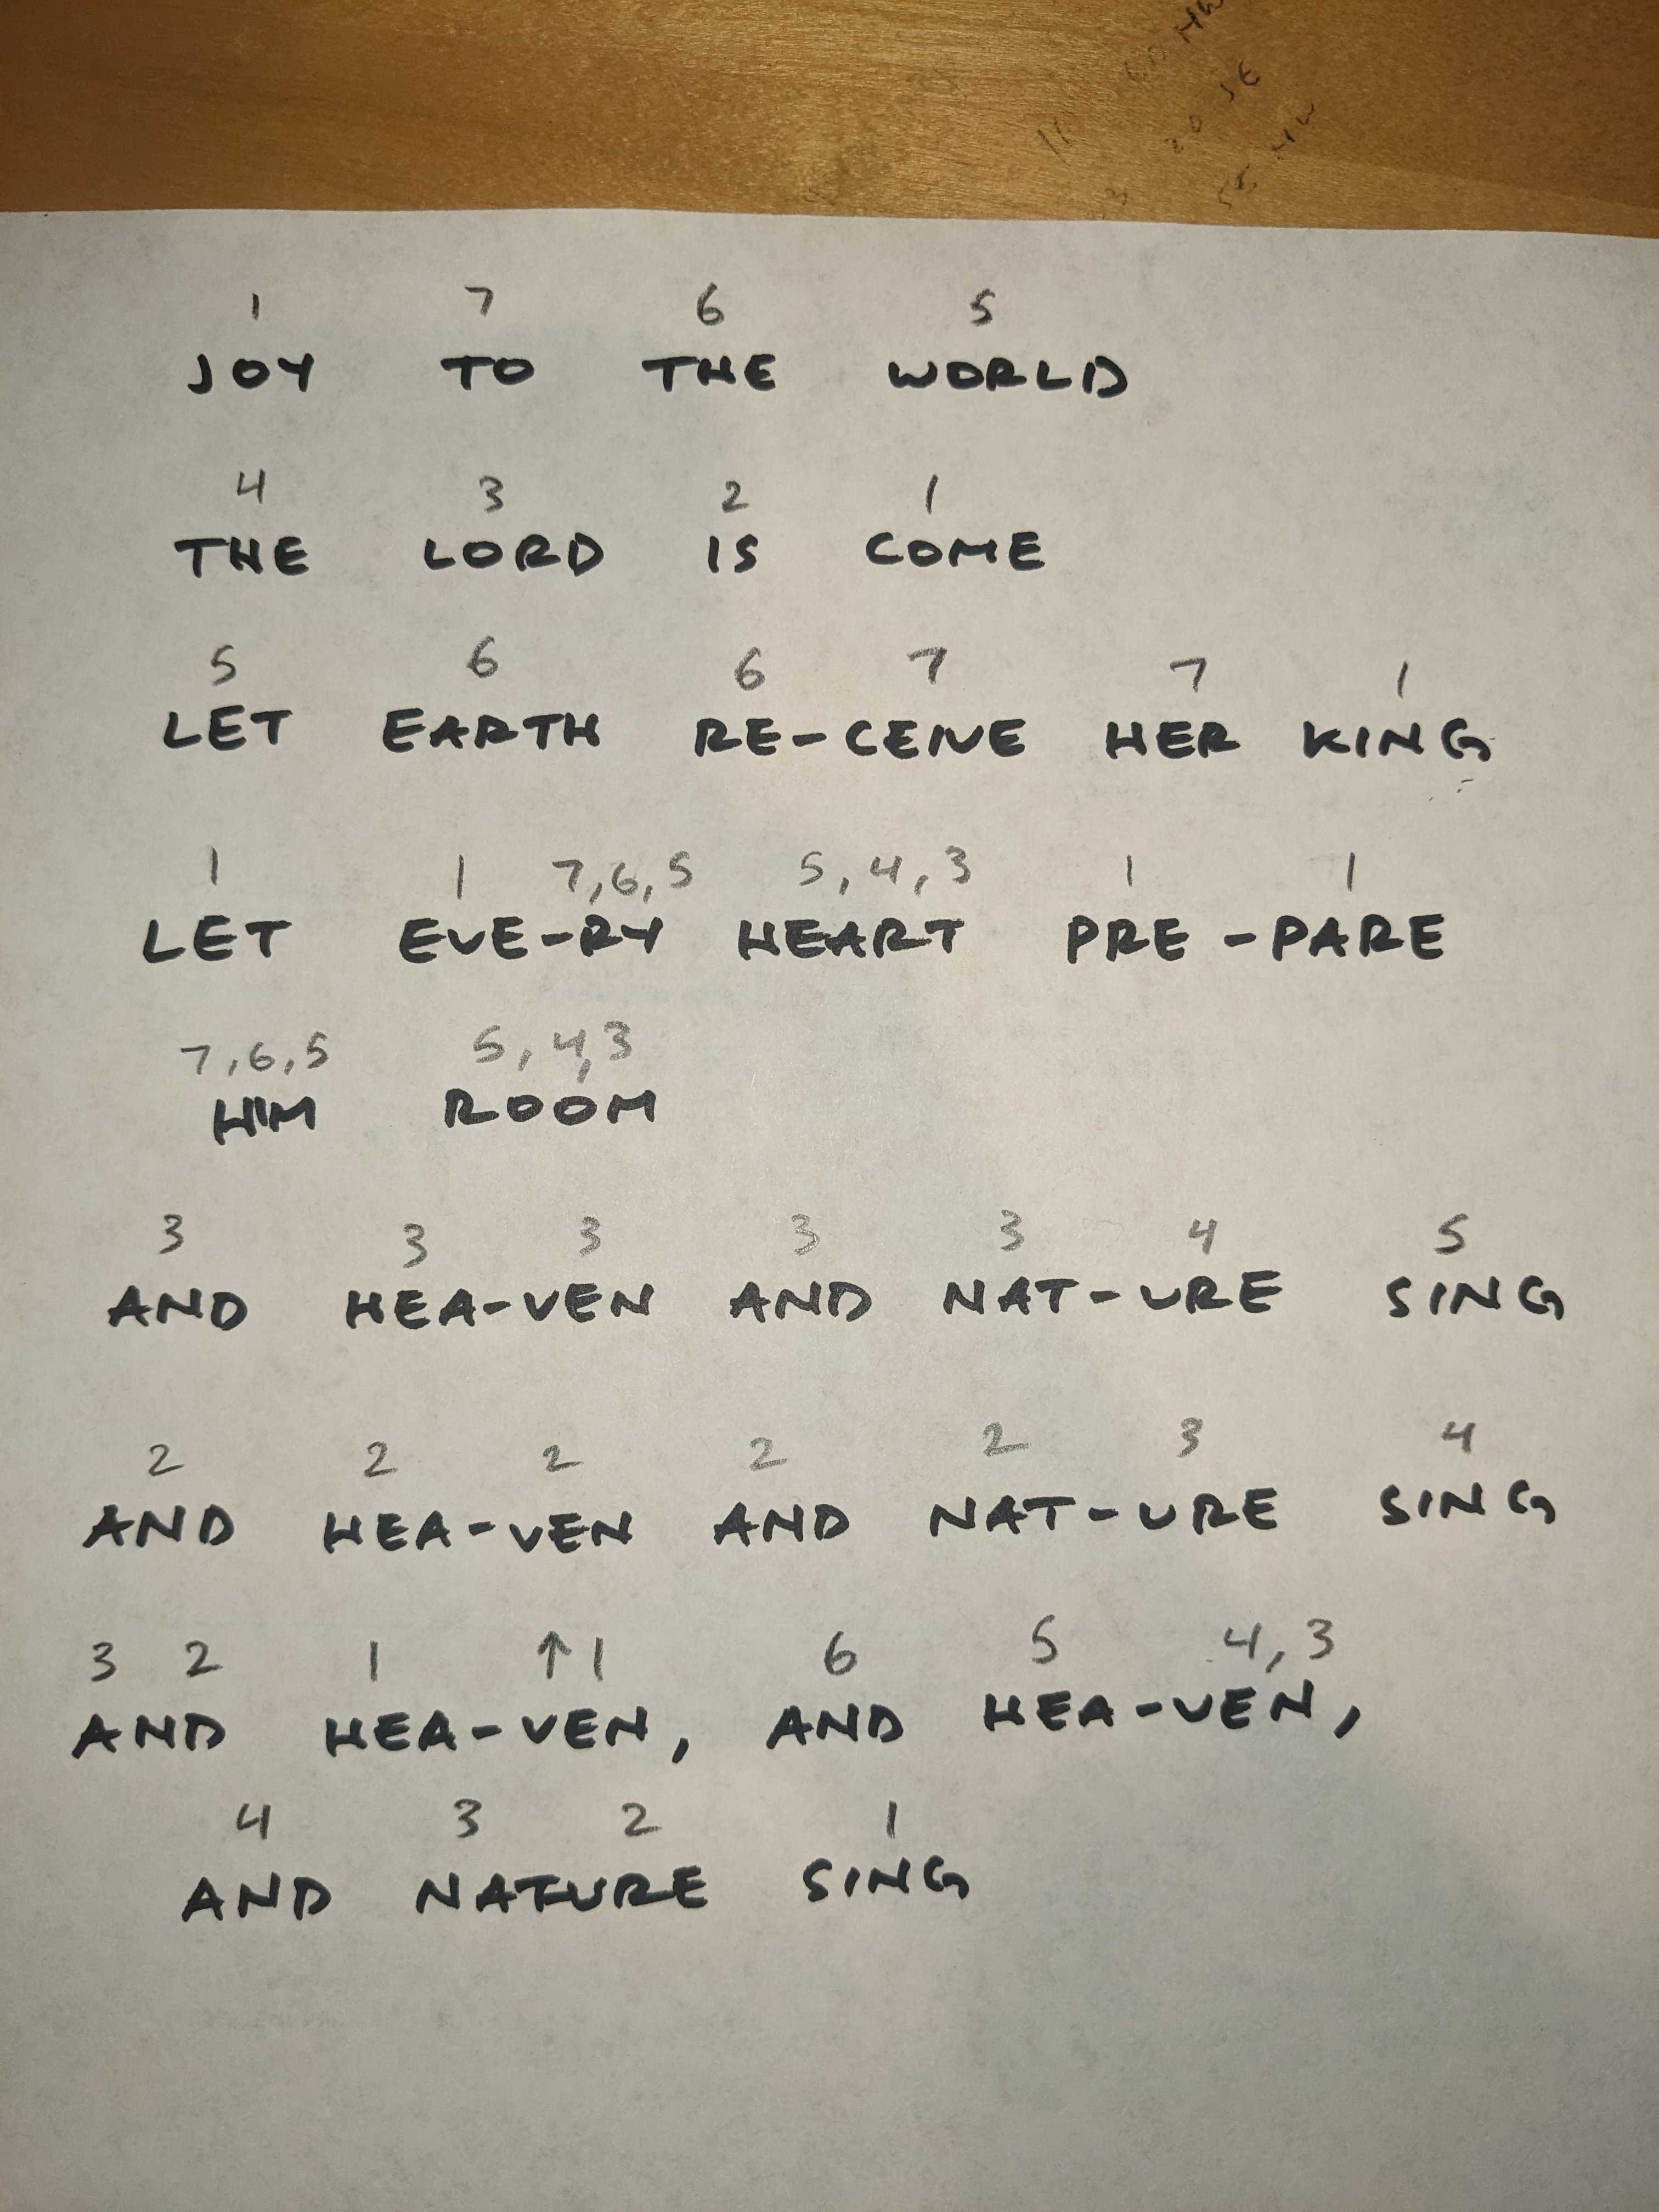 1 7 6 5
JOY TO THE WORLD
4 3 2 1
THE LORD IS COME
5 6 6 7 7 1
LET EARTH RE-CEIVE HER KING
1 1 7,6,5 5,4,3 1 1
LET EVE-RY HEART PRE-PARE
7,6,5 5,4,3
HIM ROOM
3 3 3 3 3 4 5
AND HEA-VEN AND NAT-URE SING
2 2 2 2 2 3 4
AND HEA-VEN AND NAT-URE SING
3 2 1 ↑1 6 5 4,3
AND HEA-VEN, AND HEA-VEN,
4 3 2 1
AND NATURE SING